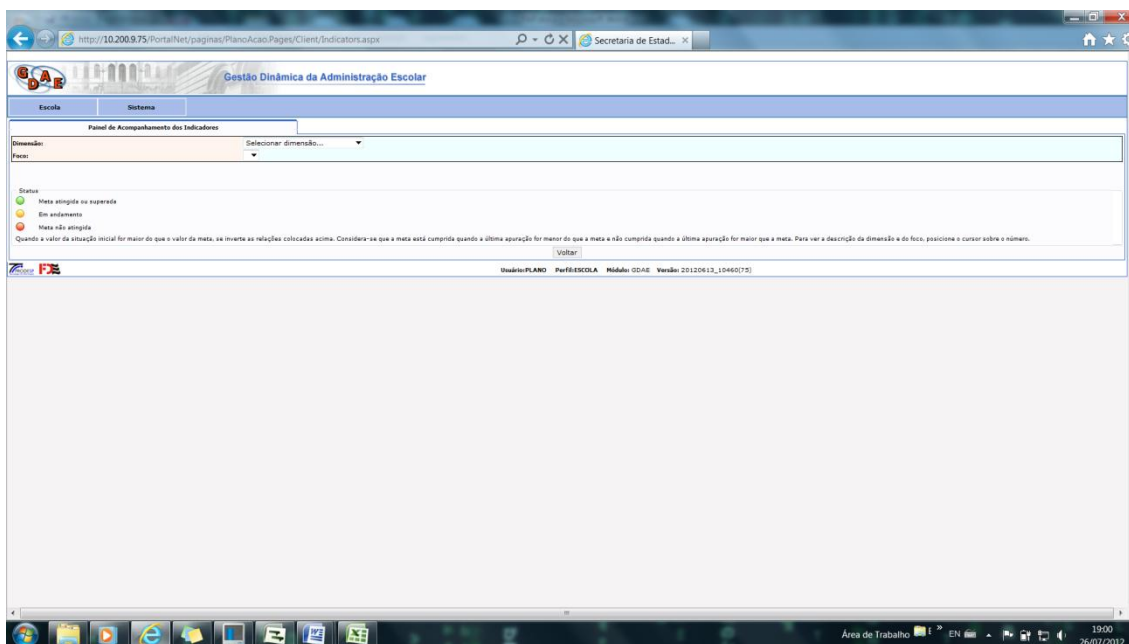 http://10.200.9.75/PortalNet/paginas/PlanoAcao.Pages/Client/Indicators.aspx
Secretaria de Estad...
GDAE
Gestão Dinâmica da Administração Escolar
Escola Sistema
Painel de Acompanhamento dos Indicadores
Dimensão: Selecionar dimensão...
Foco:
Status
Meta atingida ou superada
Em andamento
Meta não atingida
Quando a valor da situação inicial for maior do que o valor da meta, se inverte as relações colocadas acima. Considera-se que a meta está cumprida quando a última apuração for menor do que a meta e não cumprida quando a última apuração for maior que a meta. Para ver a descrição da dimensão e do foco, posicione o cursor sobre o número.
Voltar
Usuário:PLANO Perfil:ESCOLA Módulo: GDAE Versão: 20120613_10460(75)
Área de Trabalho
EN
19:00
26/07/2012